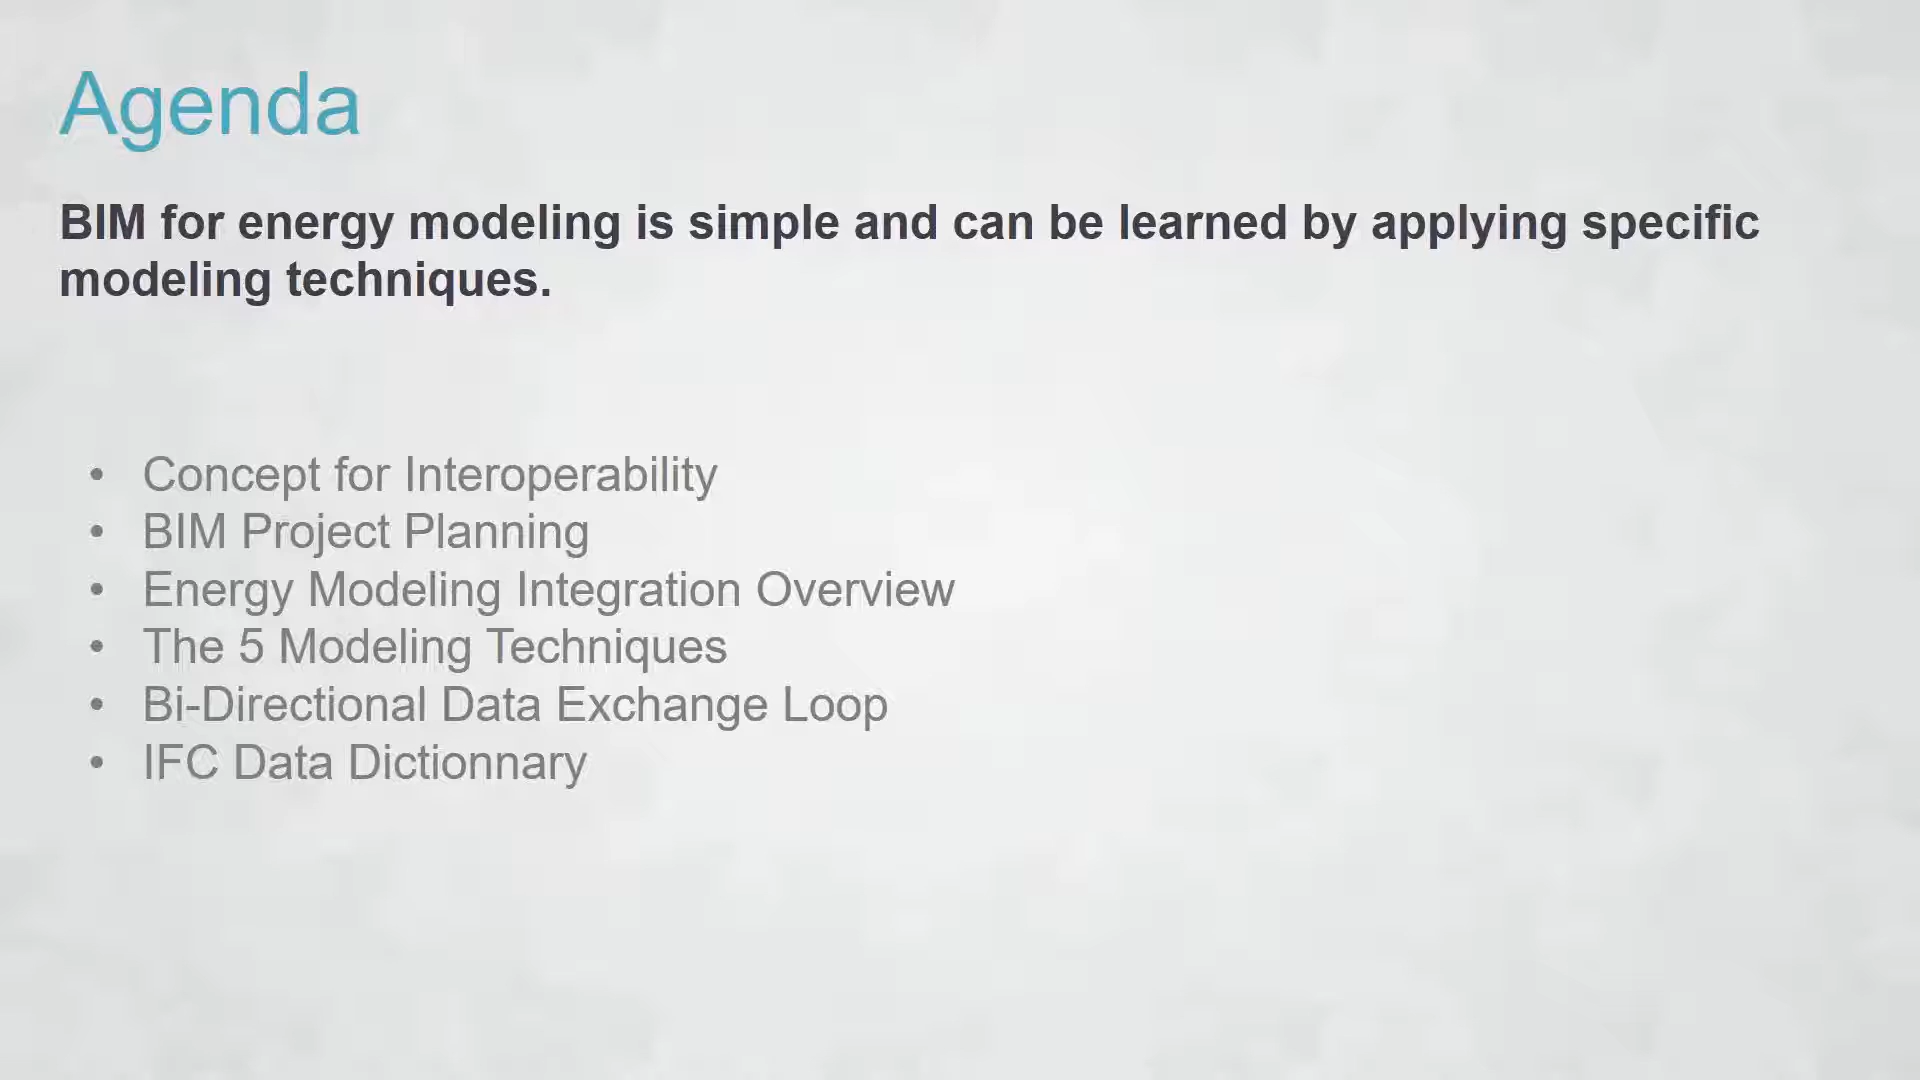 Agenda
BIM for energy modeling is simple and can be learned by applying specific
modeling techniques.
• Concept for Interoperability
• BIM Project Planning
• Energy Modeling Integration Overview
• The 5 Modeling Techniques
• Bi-Directional Data Exchange Loop
• IFC Data Dictionnary